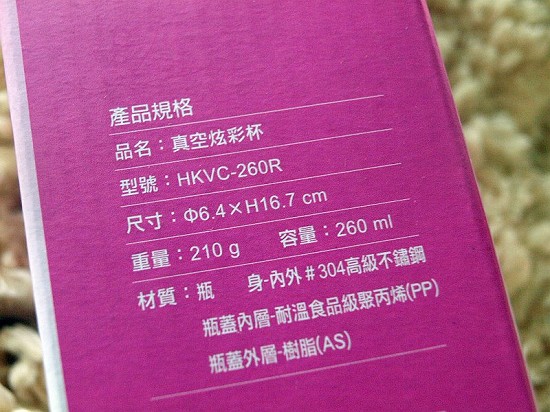 產品規格
品名：真空炫彩杯
型號：HKVC-260R
尺寸：Φ6.4×H16.7 cm
重量：210 g 容量：260 ml
材質：瓶 身-內外＃304高級不鏽鋼
瓶蓋內層-耐溫食品級聚丙烯(PP)
瓶蓋外層-樹脂(AS)